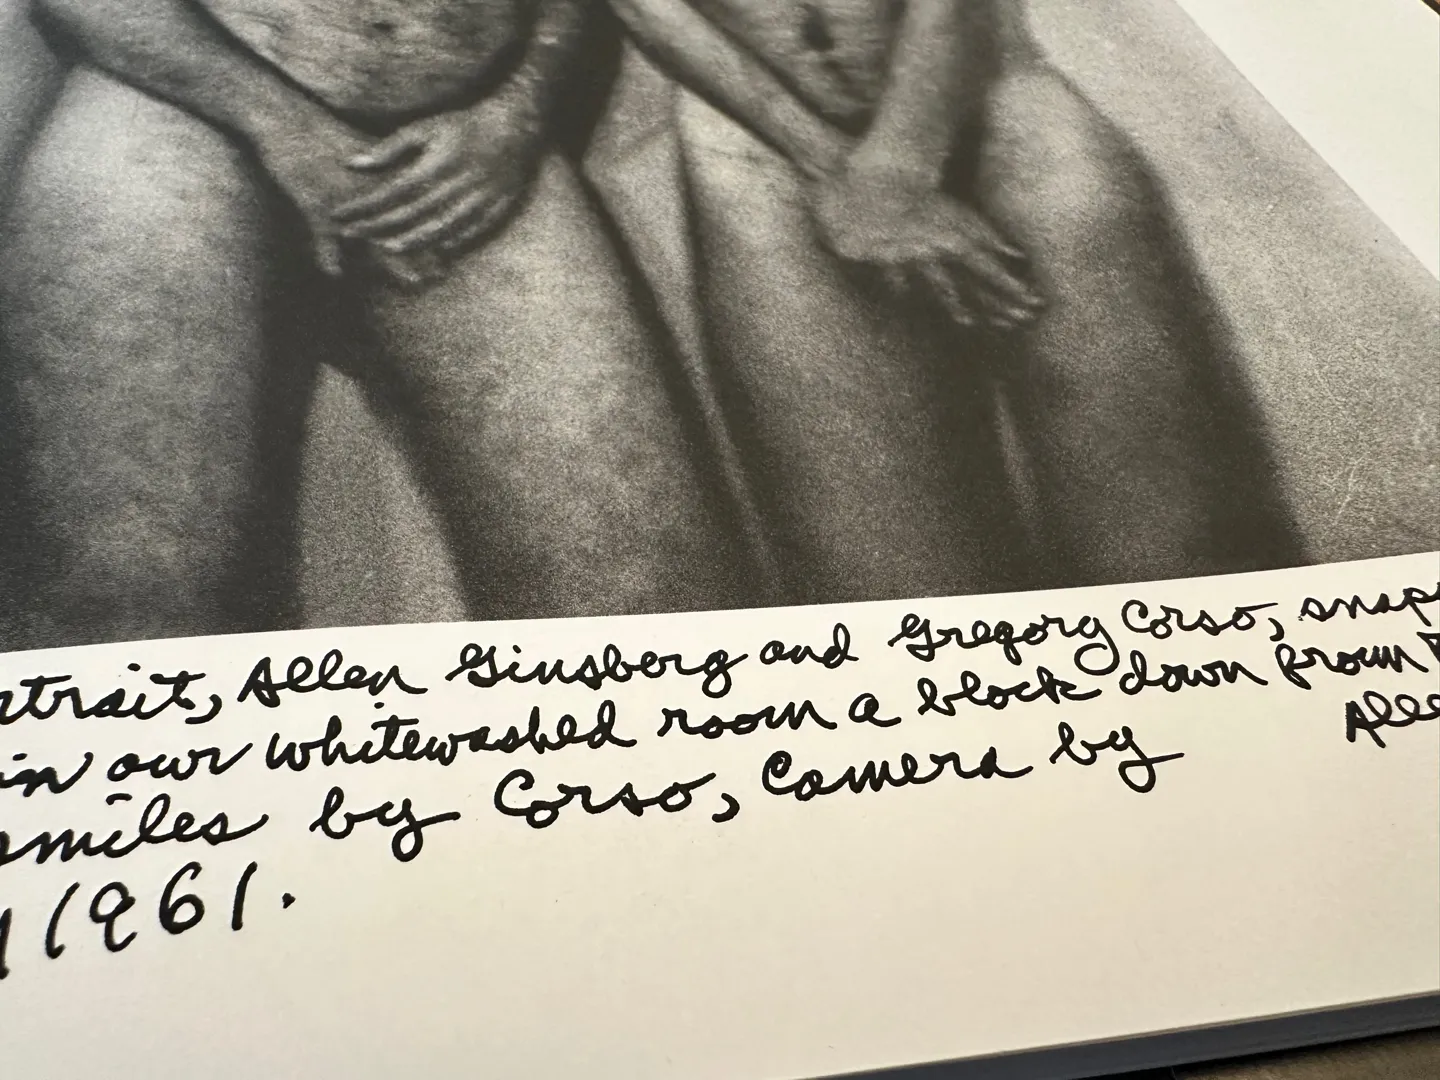 rtrait, Allen Ginsberg and Gregory Corso, snap
in our whitewashed room a block down from
smiles by Corso, Camera by Alle
1961.